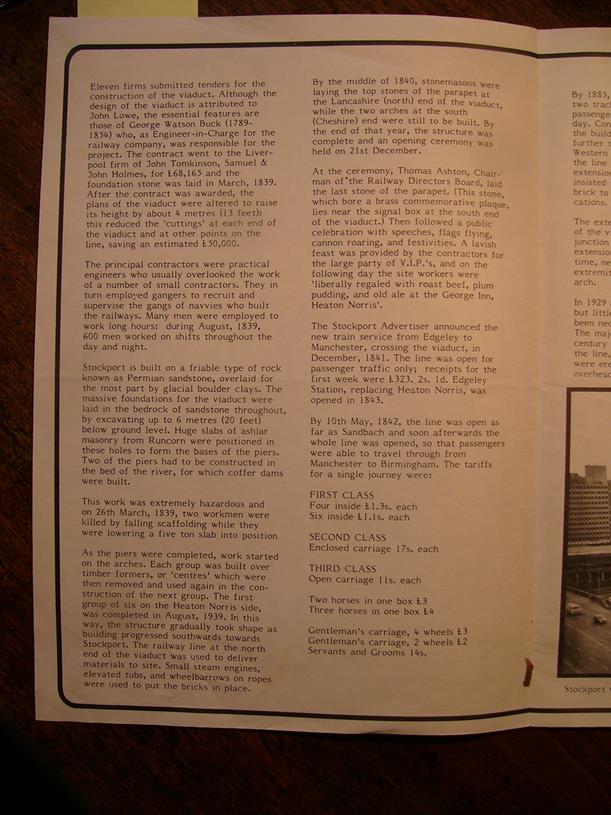 Eleven firms submitted tenders for the
construction of the viaduct. Although the
design of the viaduct is attributed to
John Lowe, the essential features are
those of George Watson Buck (1789-
1854) who, as Engineer-in-Charge for the
railway company, was responsible for the
project. The contract went to the Liver-
pool firm of John Tomkinson, Samuel &
John Holmes, for £68,165 and the
foundation stone was laid in March, 1839.
After the contract was awarded, the
plans of the viaduct were altered to raise
its height by about 4 metres (13 feet):
this reduced the 'cuttings' at each end of
the viaduct and at other points on the
line, saving an estimated £50,000.

The principal contractors were practical
engineers who usually overlooked the work
of a number of small contractors. They in
turn employed gangers to recruit and
supervise the gangs of navvies who built
the railways. Many men were employed to
work long hours: during August, 1839,
600 men worked on shifts throughout the
day and night.

Stockport is built on a friable type of rock
known as Permian sandstone, overlaid for
the most part by glacial boulder clays. The
massive foundations for the viaduct were
laid in the bedrock of sandstone throughout,
by excavating up to 6 metres (20 feet)
below ground level. Huge slabs of ashlar
masonry from Runcorn were positioned in
these holes to form the bases of the piers.
Two of the piers had to be constructed in
the bed of the river, for which coffer dams
were built.

This work was extremely hazardous and
on 26th March, 1839, two workmen were
killed by falling scaffolding while they
were lowering a five ton slab into position

As the piers were completed, work started
on the arches. Each group was built over
timber formers, or 'centres' which were
then removed and used again in the con-
struction of the next group. The first
group of six on the Heaton Norris side,
was completed in August, 1939. In this
way, the structure gradually took shape as
building progressed southwards towards
Stockport. The railway line at the north
end of the viaduct was used to deliver
materials to site. Small steam engines,
elevated tubs, and wheelbarrows on ropes
were used to put the bricks in place.

By the middle of 1840, stonemasons were
laying the top stones of the parapet at
the Lancashire (north) end of the viaduct,
while the two arches at the south
(Cheshire) end were still to be built. By
the end of that year, the structure was
complete and an opening ceremony was
held on 21st December.

At the ceremony, Thomas Ashton, Chair-
man of the Railway Directors Board, laid
the last stone of the parapet. (This stone,
which bore a brass commemorative plaque,
lies near the signal box at the south end
of the viaduct.) Then followed a public
celebration with speeches, flags flying,
cannon roaring, and festivities. A lavish
feast was provided by the contractors for
the large party of V.I.P.'s, and on the
following day the site workers were
'liberally regaled with roast beef, plum
pudding, and old ale at the George Inn,
Heaton Norris'.

The Stockport Advertiser announced the
new train service from Edgeley to
Manchester, crossing the viaduct, in
December, 1841. The line was open for
passenger traffic only; receipts for the
first week were £323. 2s. 1d. Edgeley
Station, replacing Heaton Norris, was
opened in 1843.

By 10th May, 1842, the line was open as
far as Sandbach and soon afterwards the
whole line was opened, so that passengers
were able to travel through from
Manchester to Birmingham. The tariffs
for a single journey were:

FIRST CLASS
Four inside £1.3s. each
Six inside £1.1s. each

SECOND CLASS
Enclosed carriage 17s. each

THIRD CLASS
Open carriage 11s. each

Two horses in one box £3
Three horses in one box £4

Gentleman's carriage, 4 wheels £3
Gentleman's carriage, 2 wheels £2
Servants and Grooms 14s.

By 1883,
two trac
passenge
day. Con
the build
further t
Western
the line
extension
insisted
brick to
cations.

The exte
of the v
junction
extension
time, ne
extremit
arch.

In 1929
but littl
been nec
The maj
century
the line,
were ere
overhead

Stockport